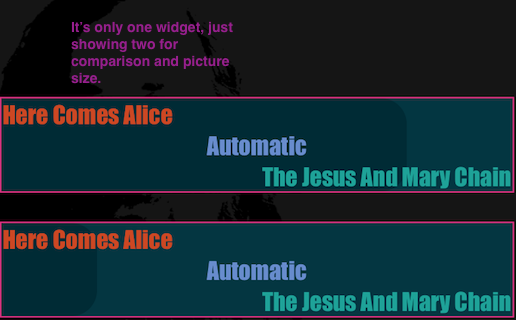 It’s only one widget, just
showing two for
comparison and picture
size.
Here Comes Alice
Automatic
The Jesus And Mary Chain
Here Comes Alice
Automatic
The Jesus And Mary Chain